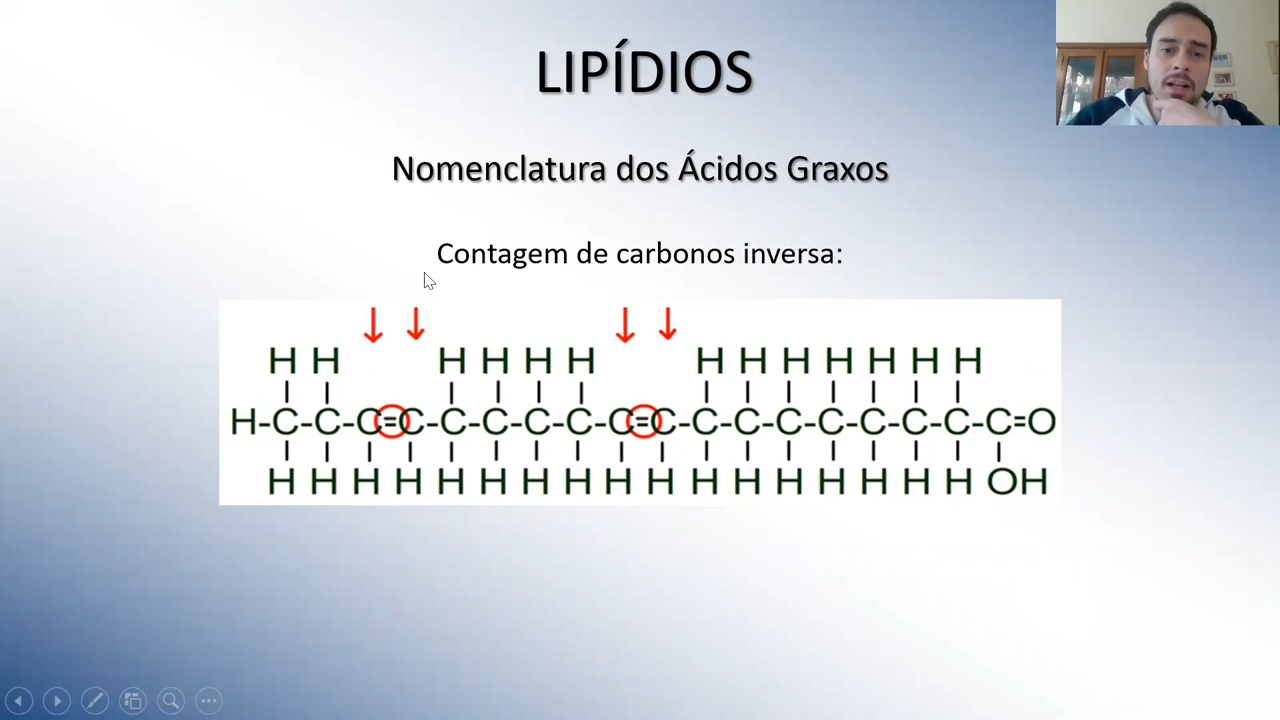 LIPÍDIOS
Nomenclatura dos Ácidos Graxos
Contagem de carbonos inversa:
H H H H H H H H H H H H H
H-C-C-C=C-C-C-C-C-C=C-C-C-C-C-C-C-C-C=O
H H H H H H H H H H H H H H H H H OH